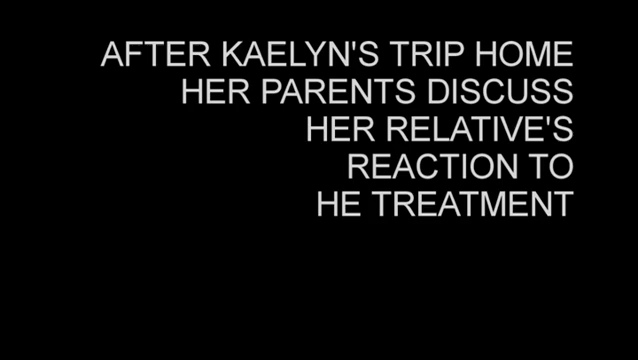 AFTER KAELYN'S TRIP HOME
HER PARENTS DISCUSS
HER RELATIVE'S
REACTION TO
HE TREATMENT